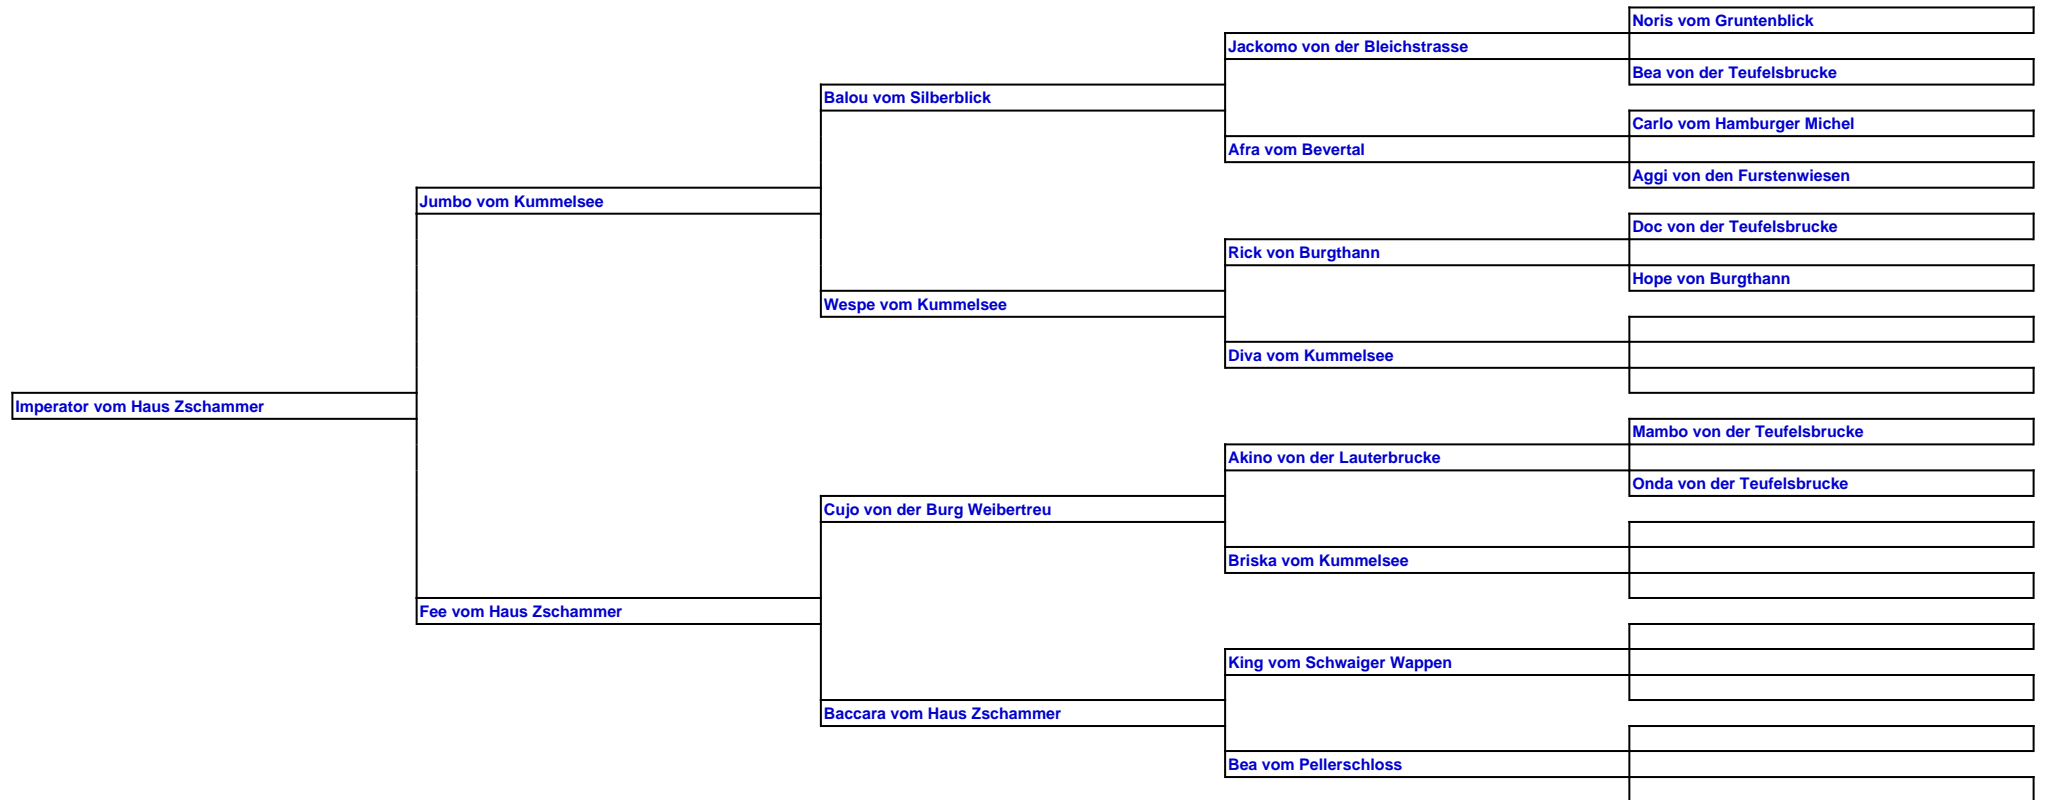 Noris vom Gruntenblick
Jackomo von der Bleichstrasse
Bea von der Teufelsbrucke
Balou vom Silberblick
Carlo vom Hamburger Michel
Afra vom Bevertal
Aggi von den Furstenwiesen
Jumbo vom Kummelsee
Doc von der Teufelsbrucke
Rick von Burgthann
Hope von Burgthann
Wespe vom Kummelsee
Diva vom Kummelsee
Imperator vom Haus Zschammer
Mambo von der Teufelsbrucke
Akino von der Lauterbrucke
Onda von der Teufelsbrucke
Cujo von der Burg Weibertreu
Briska vom Kummelsee
Fee vom Haus Zschammer
King vom Schwaiger Wappen
Baccara vom Haus Zschammer
Bea vom Pellerschloss